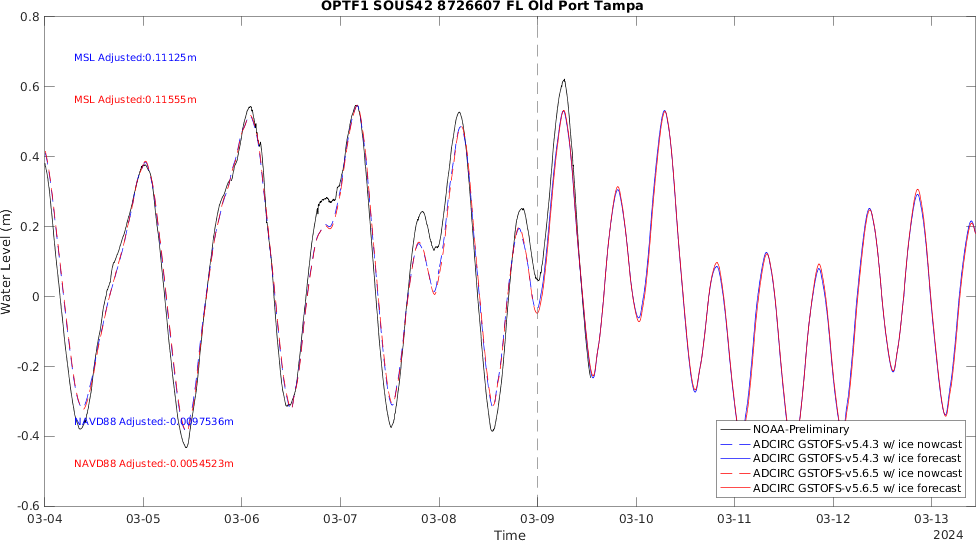 OPTF1 SOUS42 8726607 FL Old Port Tampa
0.8
MSL Adjusted:0.11125m
0.6
MSL Adjusted:0.11555m
0.4
0.2
Water Level (m)
0
-0.2
NAVD88 Adjusted:-0.0097536m
NOAA-Preliminary
-0.4
ADCIRC GSTOFS-v5.4.3 w/ ice nowcast
ADCIRC GSTOFS-v5.4.3 w/ ice forecast
NAVD88 Adjusted:-0.0054523m
ADCIRC GSTOFS-v5.6.5 w/ ice nowcast
ADCIRC GSTOFS-v5.6.5 w/ ice forecast
-0.6
03-04 03-05 03-06 03-07 03-08 03-09 03-10 03-11 03-12 03-13
Time
2024